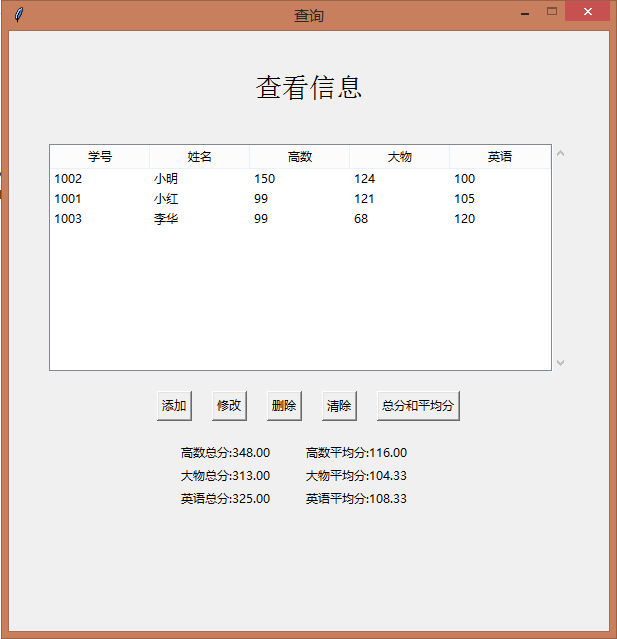 查询
查看信息
学号 姓名 高数 大物 英语
1002 小明 150 124 100
1001 小红 99 121 105
1003 李华 99 68 120
添加 修改 删除 清除 总分和平均分
高数总分:348.00 高数平均分:116.00
大物总分:313.00 大物平均分:104.33
英语总分:325.00 英语平均分:108.33